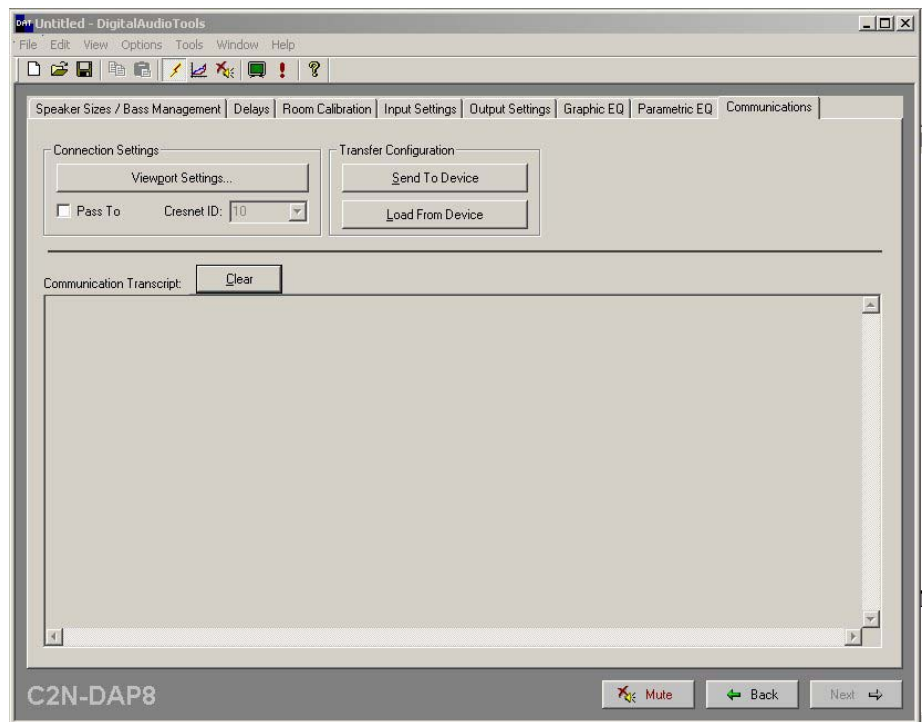 DAT Untitled - DigitalAudioTools
File Edit View Options Tools Window Help
Speaker Sizes / Bass Management Delays Room Calibration Input Settings Output Settings Graphic EQ Parametric EQ Communications
Connection Settings Transfer Configuration
Viewport Settings... Send To Device
Pass To Cresnet ID: 10 Load From Device
Communication Transcript: Clear
C2N-DAP8 Mute Back Next